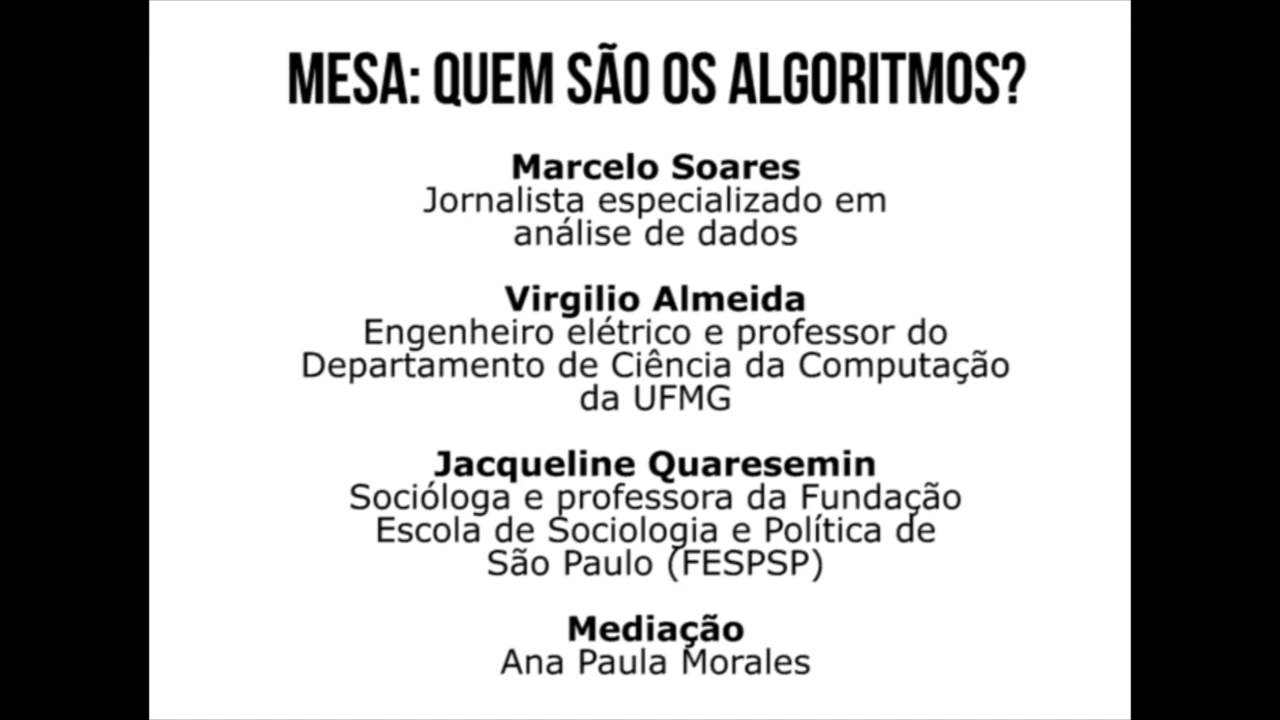 MESA: QUEM SÃO OS ALGORITMOS?
Marcelo Soares
Jornalista especializado em
análise de dados
Virgilio Almeida
Engenheiro elétrico e professor do
Departamento de Ciência da Computação
da UFMG
Jacqueline Quaresemin
Socióloga e professora da Fundação
Escola de Sociologia e Política de
São Paulo (FESPSP)
Mediação
Ana Paula Morales